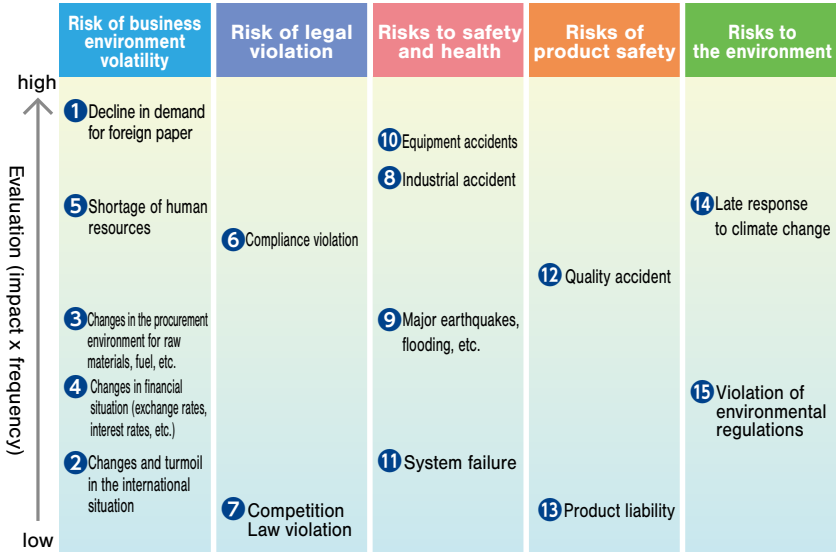 Risk of business
environment
volatility
Risk of legal
violation
Risks to safety
and health
Risks of
product safety
Risks to
the environment
high
Evaluation (impact x frequency)
low
1 Decline in demand
for foreign paper
5 Shortage of human
resources
3 Changes in the procurement
environment for raw
materials, fuel, etc.
4 Changes in financial
situation (exchange rates,
interest rates, etc.)
2 Changes and turmoil
in the international
situation
6 Compliance violation
7 Competition
Law violation
10 Equipment accidents
8 Industrial accident
9 Major earthquakes,
flooding, etc.
11 System failure
12 Quality accident
13 Product liability
14 Late response
to climate change
15 Violation of
environmental
regulations